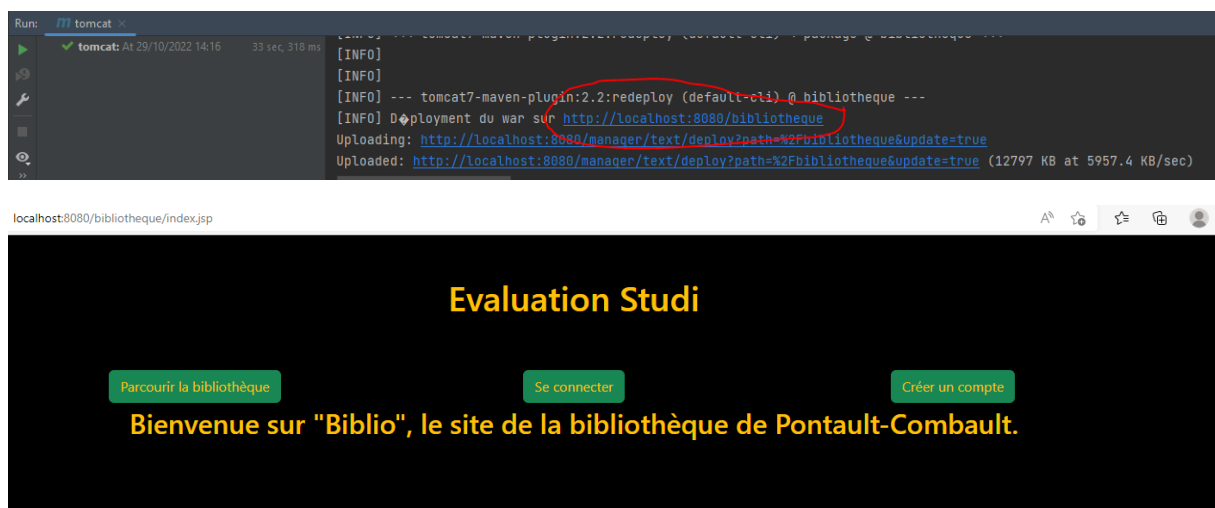 Run: m tomcat ×
tomcat: At 29/10/2022 14:16 33 sec, 318 ms
[INFO]
[INFO]
[INFO] --- tomcat7-maven-plugin:2.2:redeploy (default-cli) @ bibliotheque ---
[INFO] D�ployment du war sur http://localhost:8080/bibliotheque
Uploading: http://localhost:8080/manager/text/deploy?path=%2Fbibliotheque&update=true
Uploaded: http://localhost:8080/manager/text/deploy?path=%2Fbibliotheque&update=true (12797 KB at 5957.4 KB/sec)
localhost:8080/bibliotheque/index.jsp
Evaluation Studi
Parcourir la bibliothèque Se connecter Créer un compte
Bienvenue sur "Biblio", le site de la bibliothèque de Pontault-Combault.